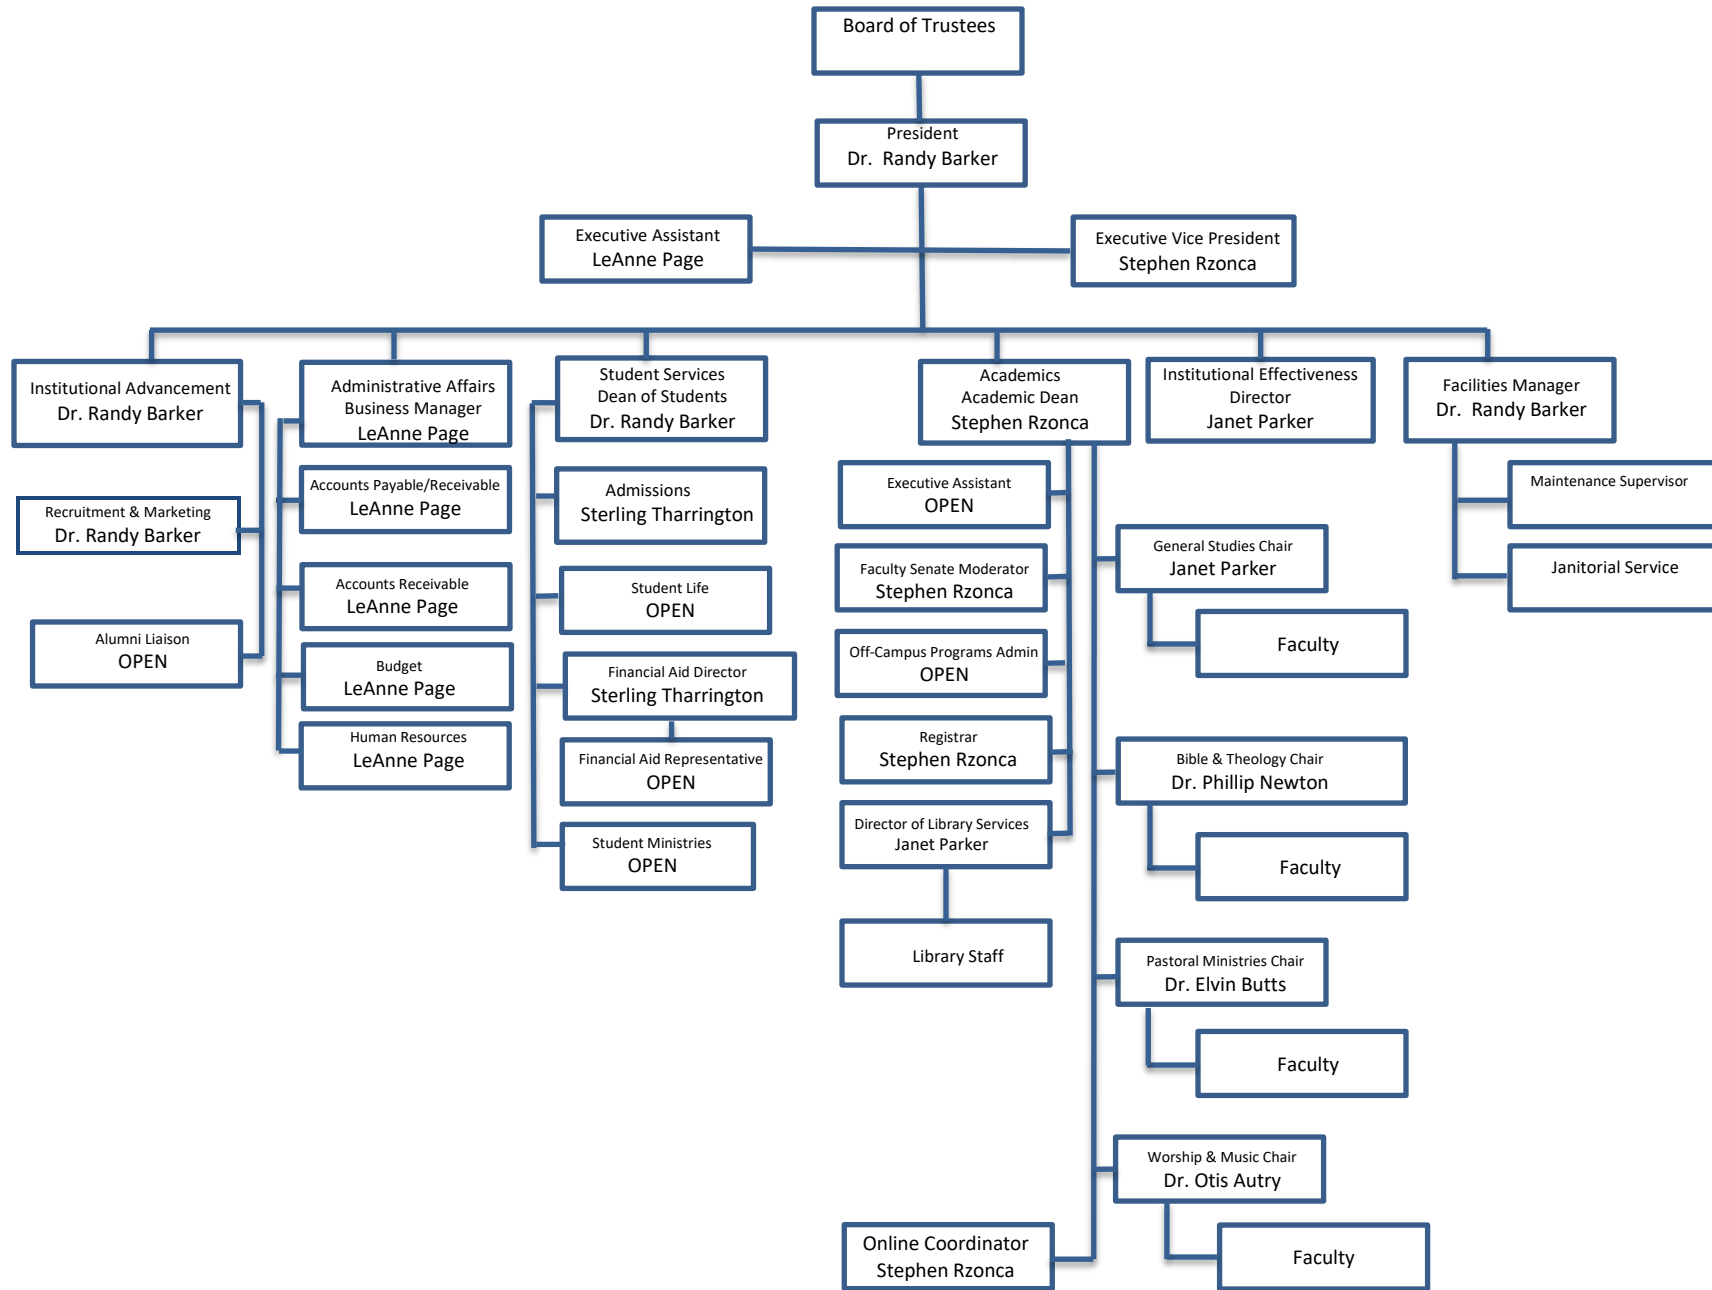 Board of Trustees
President
Dr. Randy Barker
Executive Assistant
LeAnne Page
Executive Vice President
Stephen Rzonca
Institutional Advancement
Dr. Randy Barker
Administrative Affairs
Business Manager
LeAnne Page
Student Services
Dean of Students
Dr. Randy Barker
Academics
Academic Dean
Stephen Rzonca
Institutional Effectiveness
Director
Janet Parker
Facilities Manager
Dr. Randy Barker
Recruitment & Marketing
Dr. Randy Barker
Alumni Liaison
OPEN
Accounts Payable/Receivable
LeAnne Page
Accounts Receivable
LeAnne Page
Budget
LeAnne Page
Human Resources
LeAnne Page
Admissions
Sterling Tharrington
Student Life
OPEN
Financial Aid Director
Sterling Tharrington
Financial Aid Representative
OPEN
Student Ministries
OPEN
Executive Assistant
OPEN
Faculty Senate Moderator
Stephen Rzonca
Off-Campus Programs Admin
OPEN
Registrar
Stephen Rzonca
Director of Library Services
Janet Parker
Library Staff
Online Coordinator
Stephen Rzonca
General Studies Chair
Janet Parker
Faculty
Bible & Theology Chair
Dr. Phillip Newton
Faculty
Pastoral Ministries Chair
Dr. Elvin Butts
Faculty
Worship & Music Chair
Dr. Otis Autry
Faculty
Maintenance Supervisor
Janitorial Service